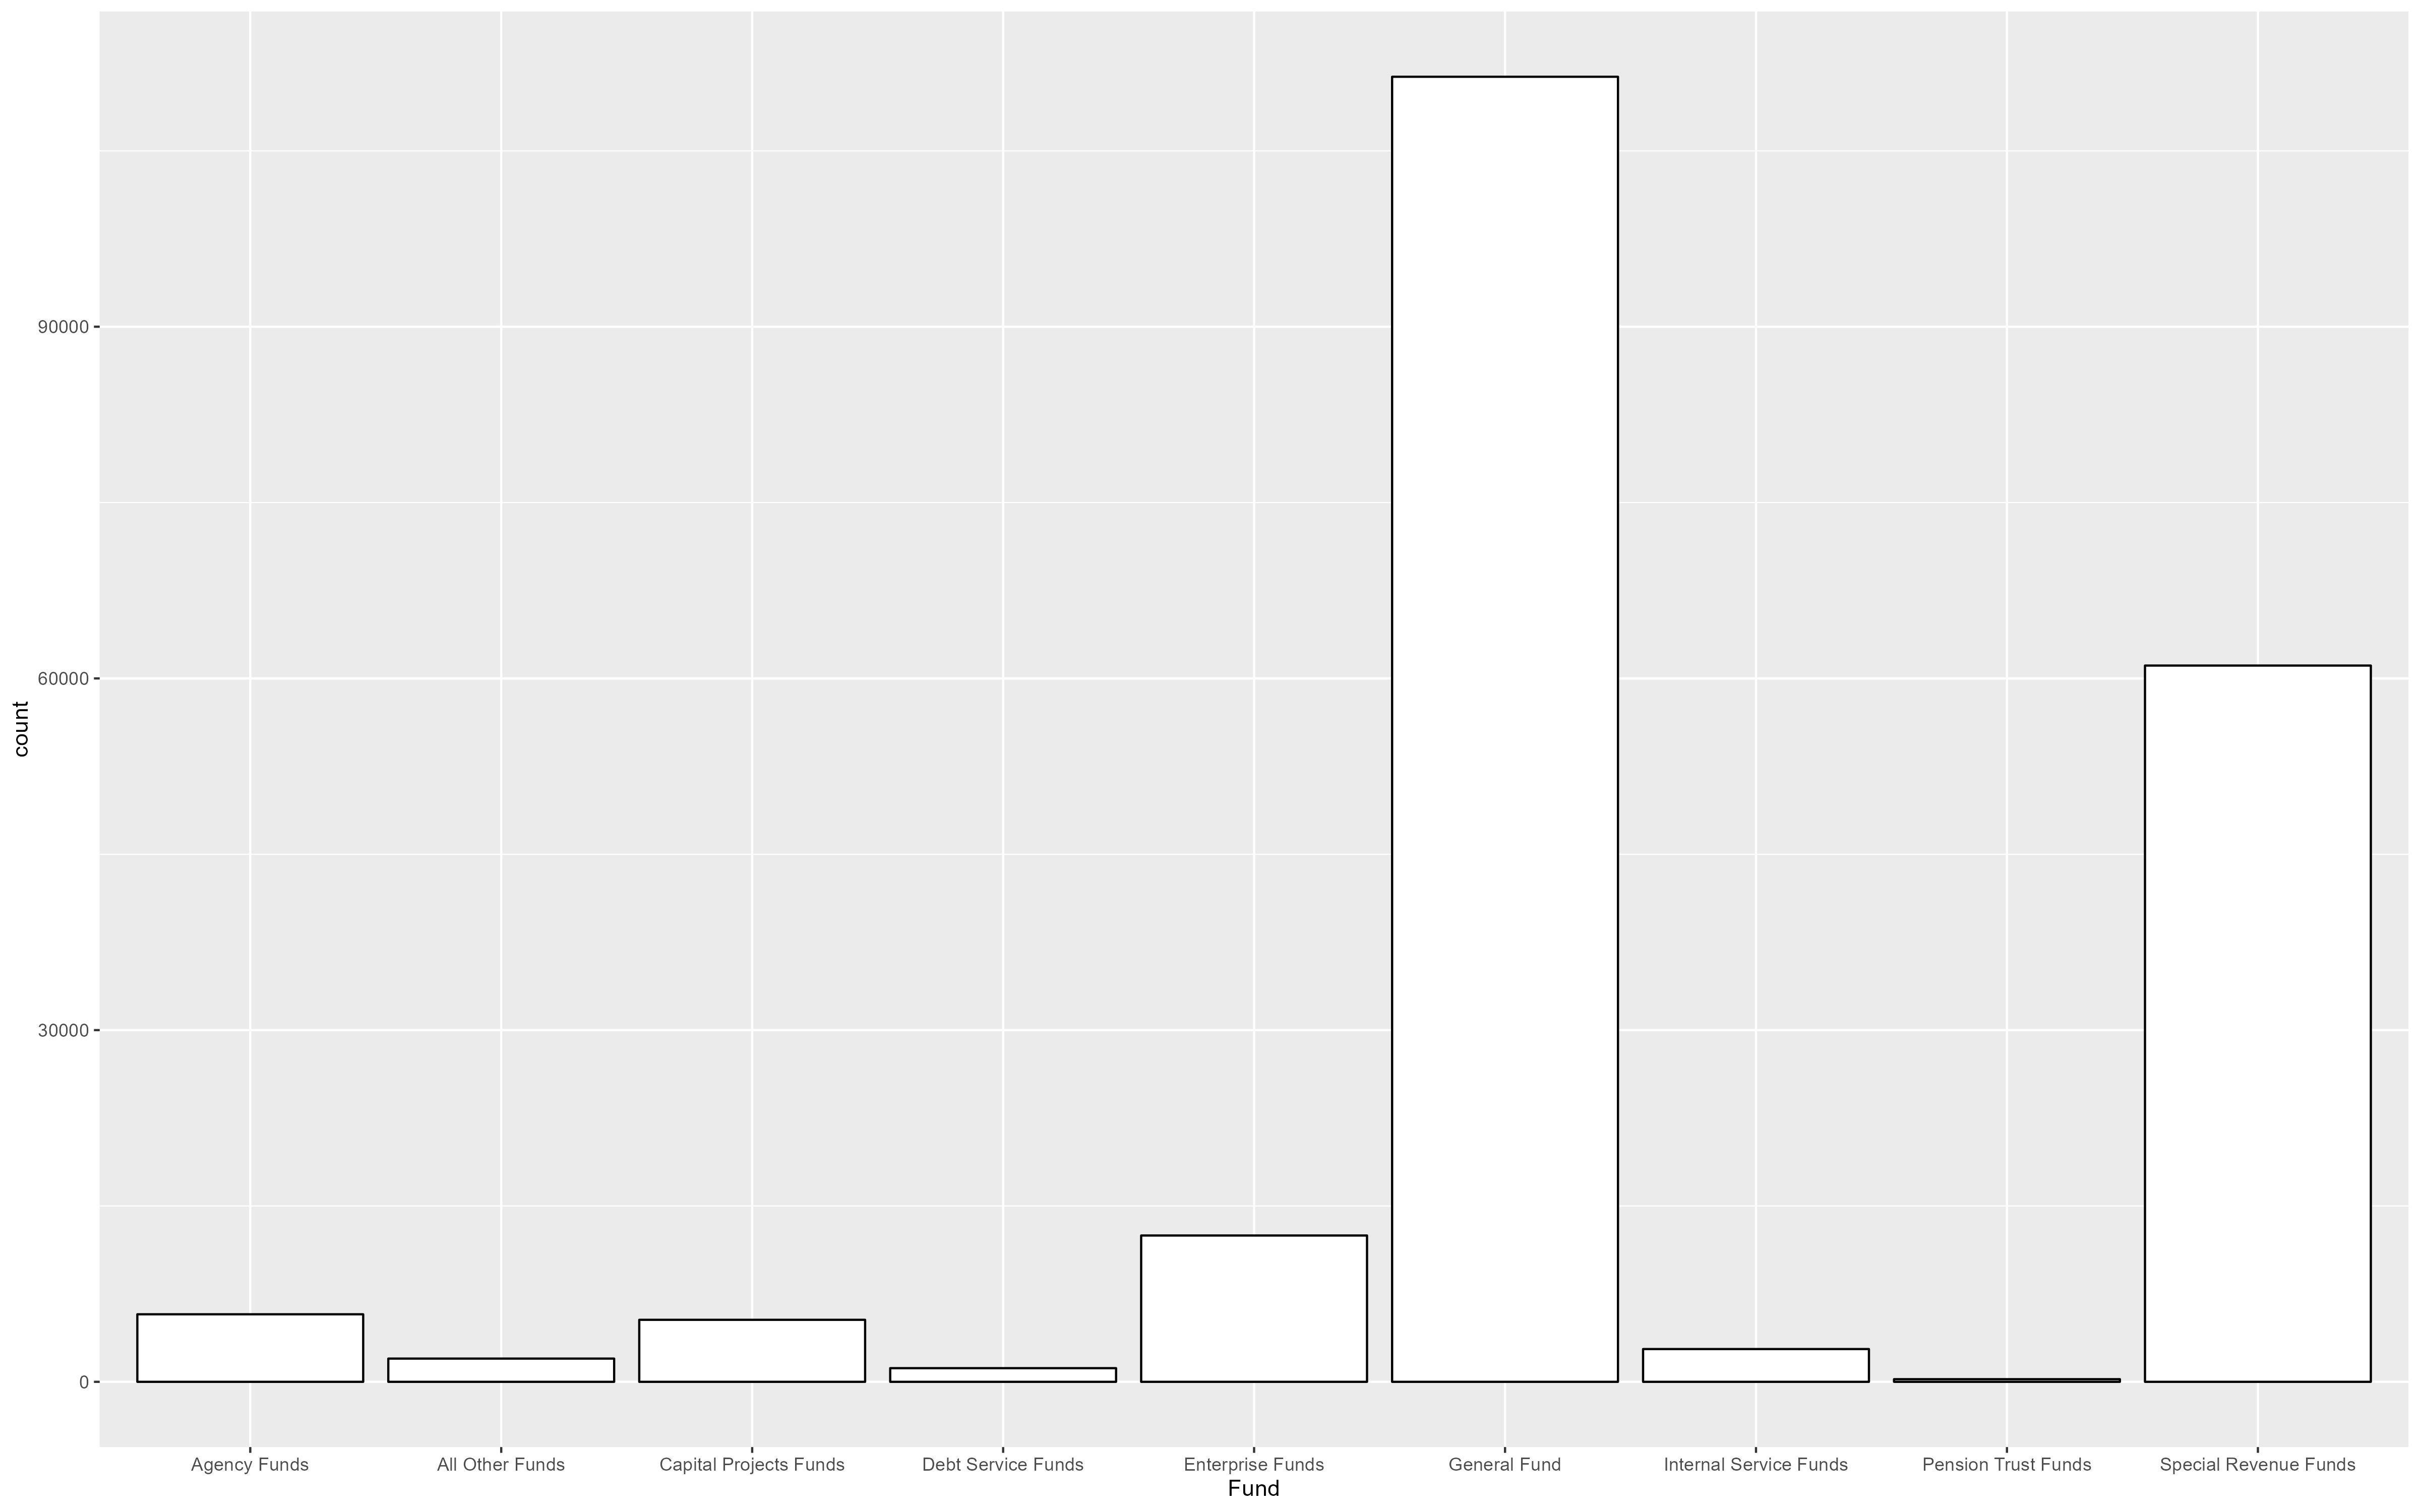 count
90000
60000
30000
0
Agency Funds
All Other Funds
Capital Projects Funds
Debt Service Funds
Enterprise Funds
General Fund
Internal Service Funds
Pension Trust Funds
Special Revenue Funds
Fund